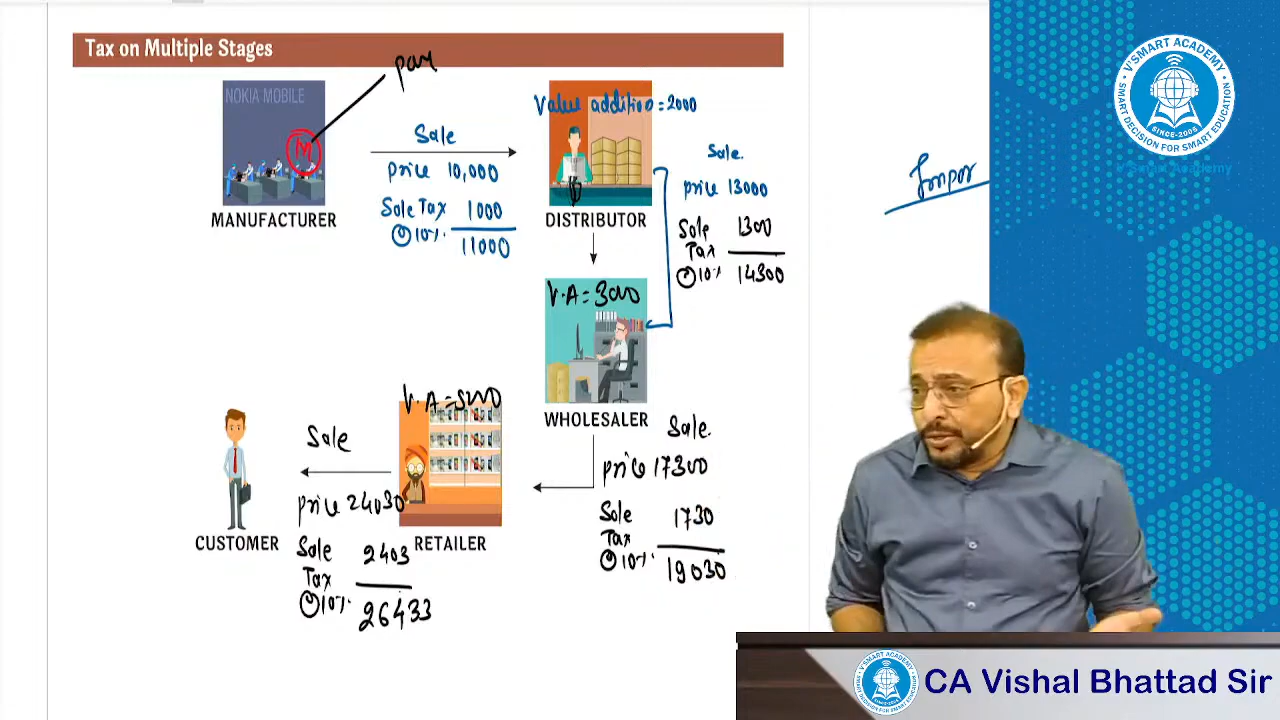 Tax on Multiple Stages
par
NOKIA MOBILE
M
MANUFACTURER
Sale
price 10,000
Sale Tax 1000
@ 10%.
11000
Value addition = 2000
DISTRIBUTOR
Sale.
price 13000
Sale 1300
Tax
@ 10%
14300
V.A = 3000
WHOLESALER
Sale.
price 17300
Sale 1730
Tax
@ 10%.
19030
V.A = 5000
RETAILER
Sale
price 24030
Sale 2403
Tax
@ 10%.
26433
CUSTOMER
Impor
V'SMART ACADEMY
SMART DECISION FOR SMART EDUCATION
SINCE-2005
V'Smart Academy
CA Vishal Bhattad Sir